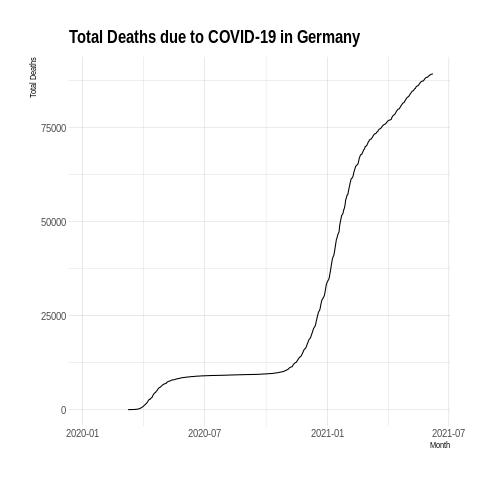 Total Deaths due to COVID-19 in Germany
Total Deaths
75000
50000
25000
0
2020-01 2020-07 2021-01 2021-07
Month